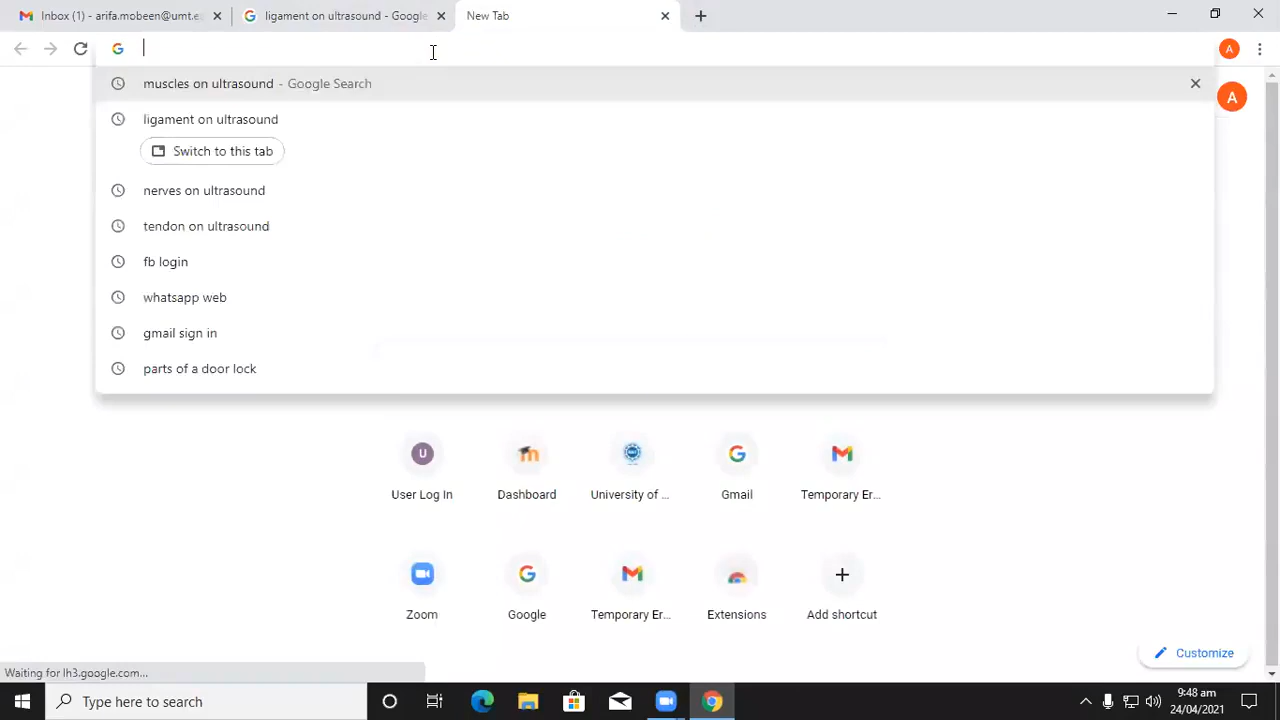 Inbox (1) - arifa.mobeen@umt.e
ligament on ultrasound - Google
New Tab
A
muscles on ultrasound - Google Search
A
ligament on ultrasound
Switch to this tab
nerves on ultrasound
tendon on ultrasound
fb login
whatsapp web
gmail sign in
parts of a door lock
U
User Log In
Dashboard
University of ...
Gmail
Temporary Er...
Zoom
Google
Temporary Er...
Extensions
Add shortcut
Customize
Waiting for lh3.google.com...
Type here to search
9:48 am
24/04/2021